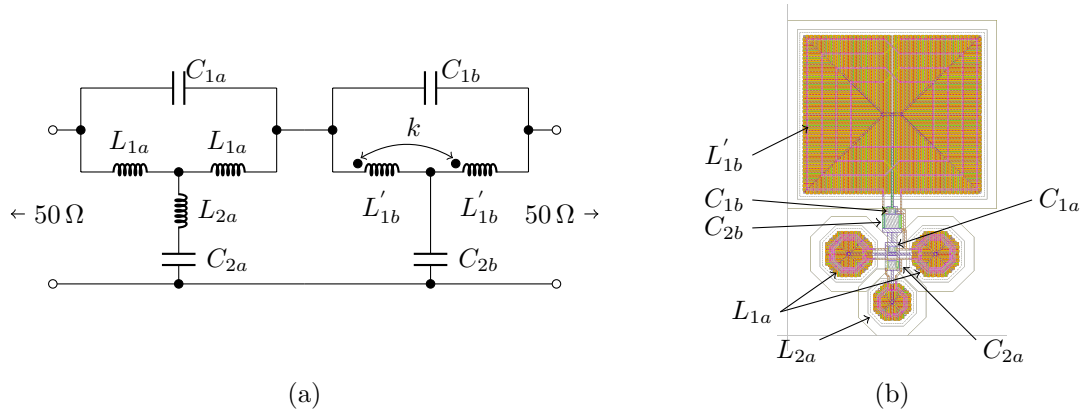 C₁ₐ
C₁b
L₁ₐ
L₁ₐ
k
L'₁b
L'₁b
← 50 Ω
L₂ₐ
50 Ω →
C₂ₐ
C₂b
(a)
L'₁b
C₁b
C₂b
C₁ₐ
L₁ₐ
L₂ₐ
C₂ₐ
(b)